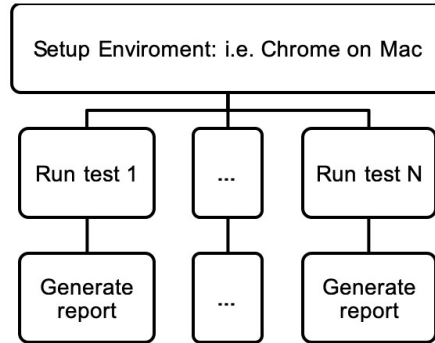 Setup Enviroment: i.e. Chrome on Mac
Run test 1
...
Run test N
Generate
report
...
Generate
report